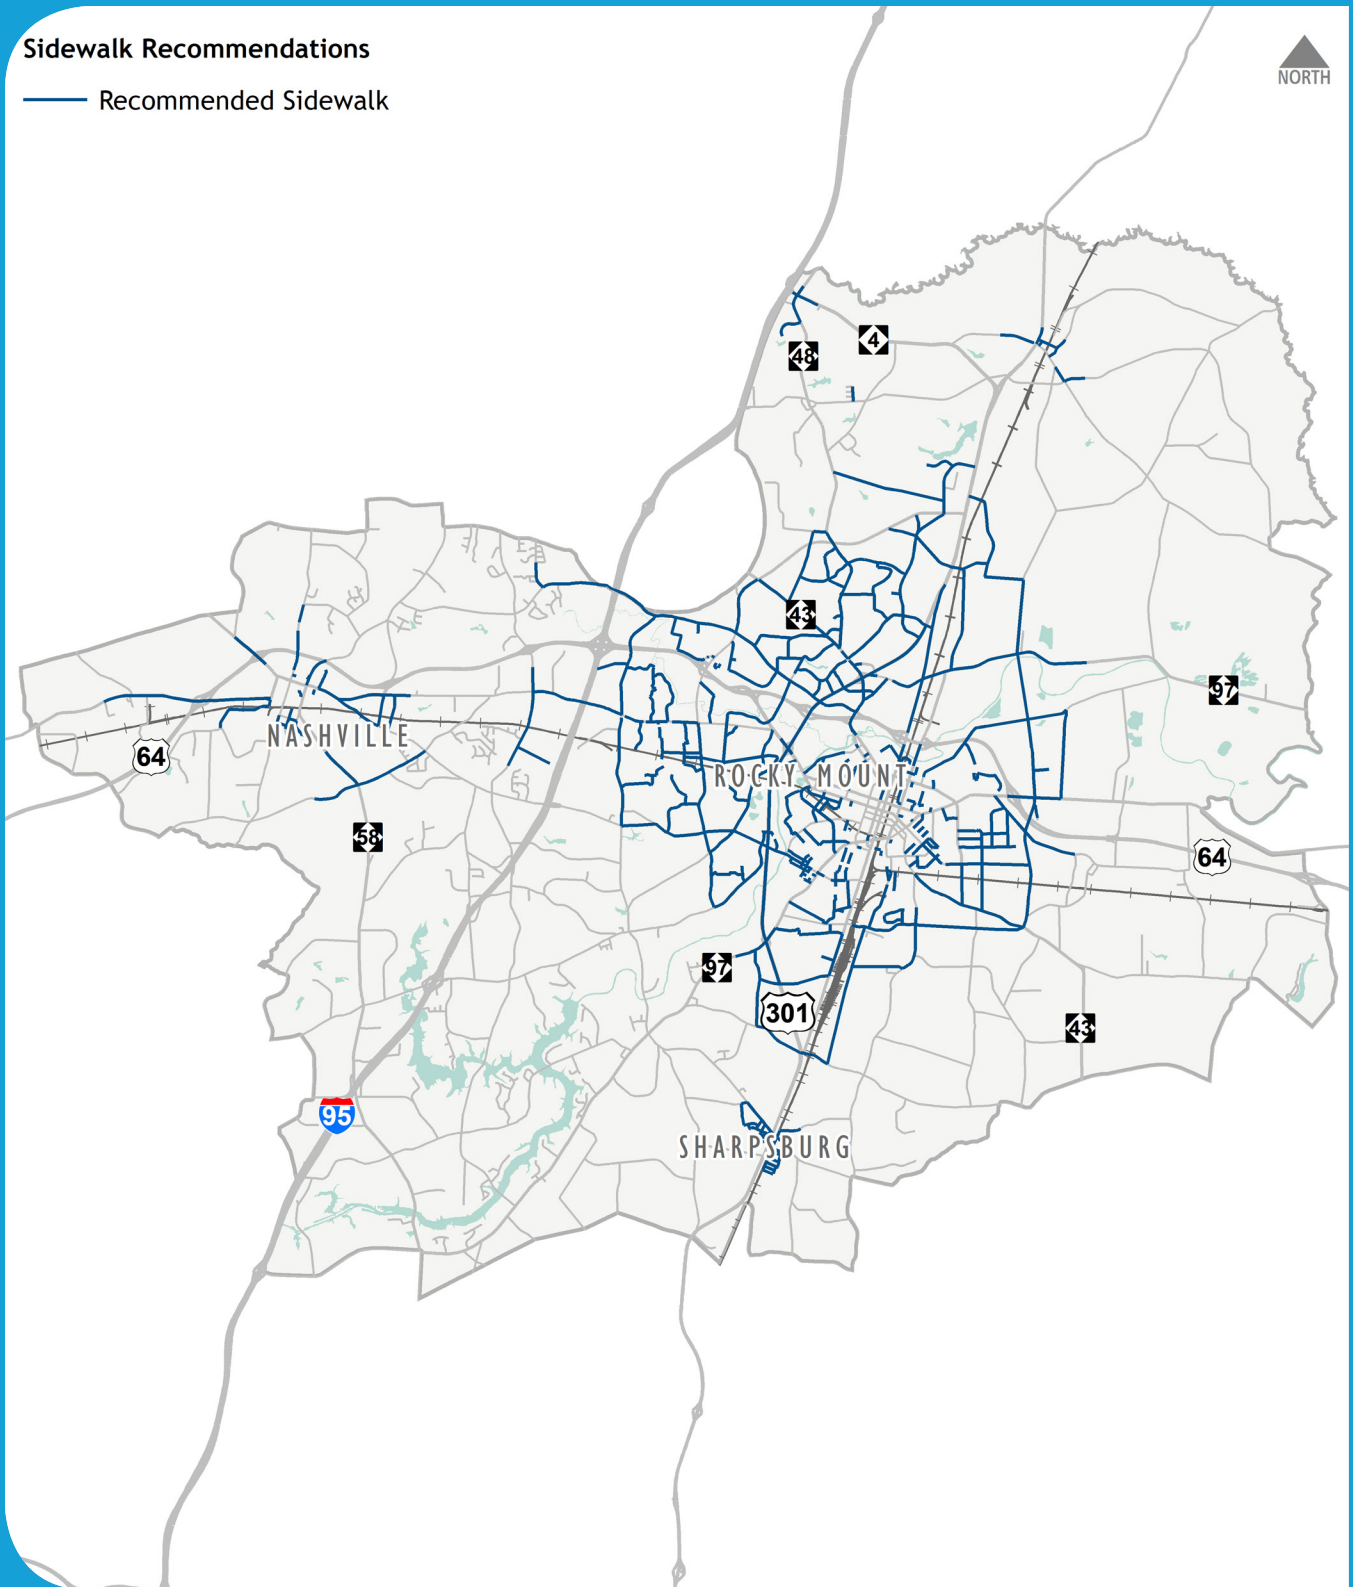 Sidewalk Recommendations
Recommended Sidewalk
NORTH
4
48
43
97
NASHVILLE
64
ROCKY MOUNT
58
64
97
301
43
95
SHARPSBURG